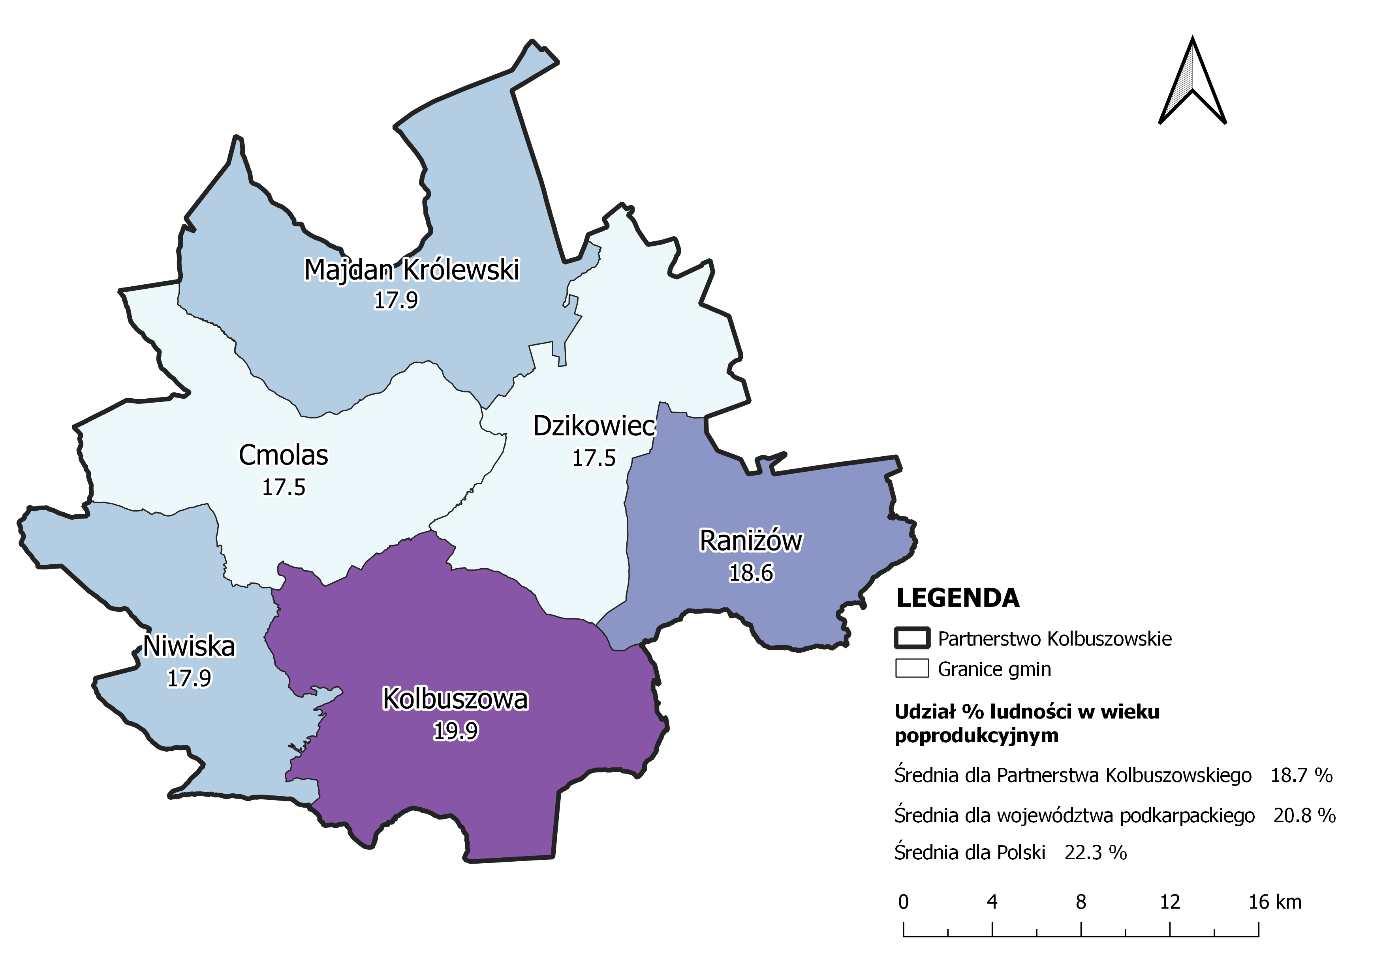 Majdan Królewski
17.9
Dzikowiec
17.5
Cmolas
17.5
Raniżów
18.6
Niwiska
17.9
Kolbuszowa
19.9
LEGENDA
Partnerstwo Kolbuszowskie
Granice gmin
Udział % ludności w wieku
poprodukcyjnym
Średnia dla Partnerstwa Kolbuszowskiego 18.7 %
Średnia dla województwa podkarpackiego 20.8 %
Średnia dla Polski 22.3 %
0 4 8 12 16 km